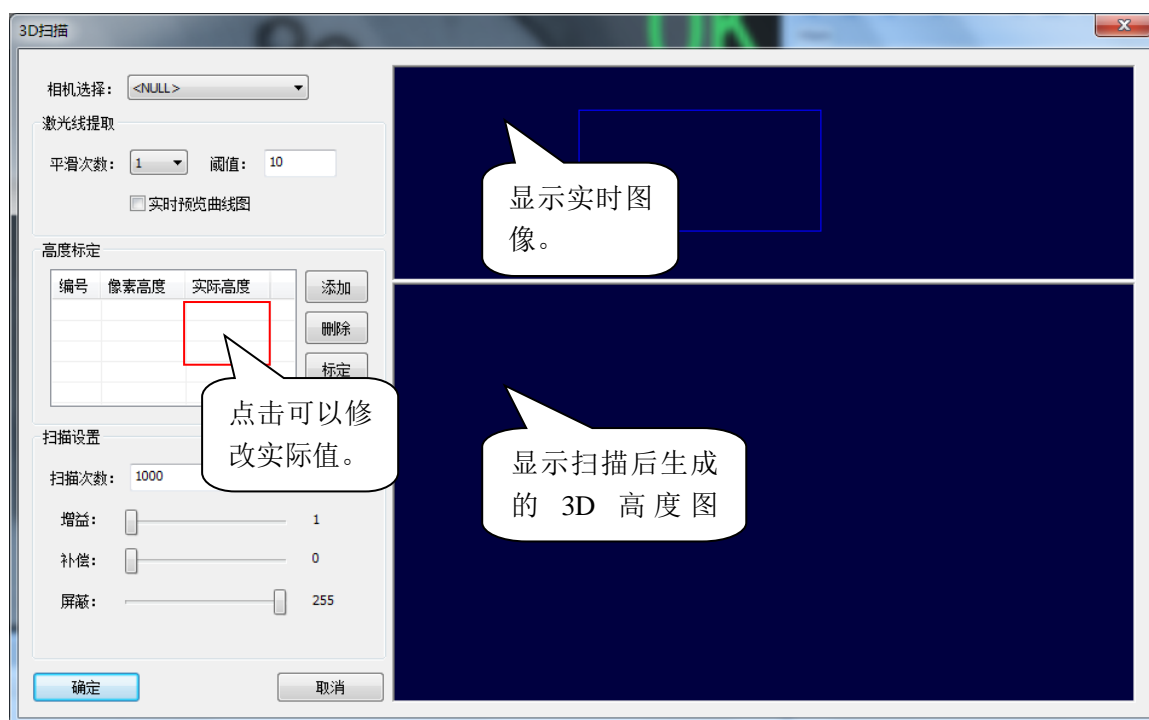 3D扫描
相机选择： <NULL>
激光线提取
平滑次数： 1 阈值： 10
实时预览曲线图
高度标定
编号 像素高度 实际高度
添加
删除
标定
点击可以修
改实际值。
扫描设置
扫描次数： 1000
增益： 1
补偿： 0
屏蔽： 255
确定 取消
显示实时图
像。
显示扫描后生成
的 3D 高度图